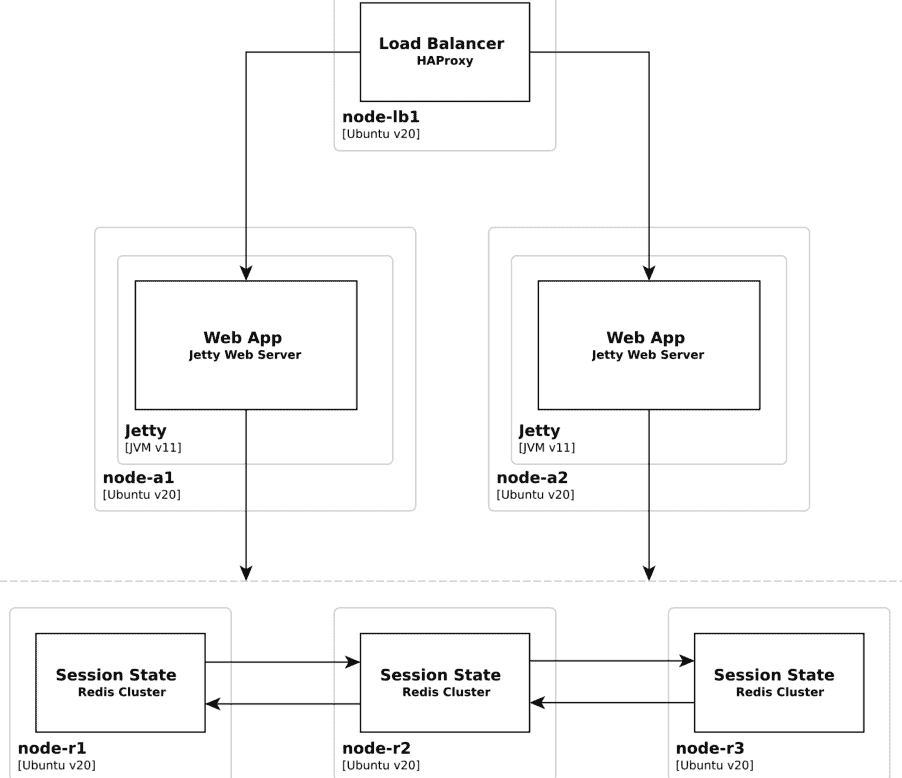 Load Balancer
HAProxy
node-lb1
[Ubuntu v20]
Web App
Jetty Web Server
Jetty
[JVM v11]
node-a1
[Ubuntu v20]
Web App
Jetty Web Server
Jetty
[JVM v11]
node-a2
[Ubuntu v20]
Session State
Redis Cluster
node-r1
[Ubuntu v20]
Session State
Redis Cluster
node-r2
[Ubuntu v20]
Session State
Redis Cluster
node-r3
[Ubuntu v20]